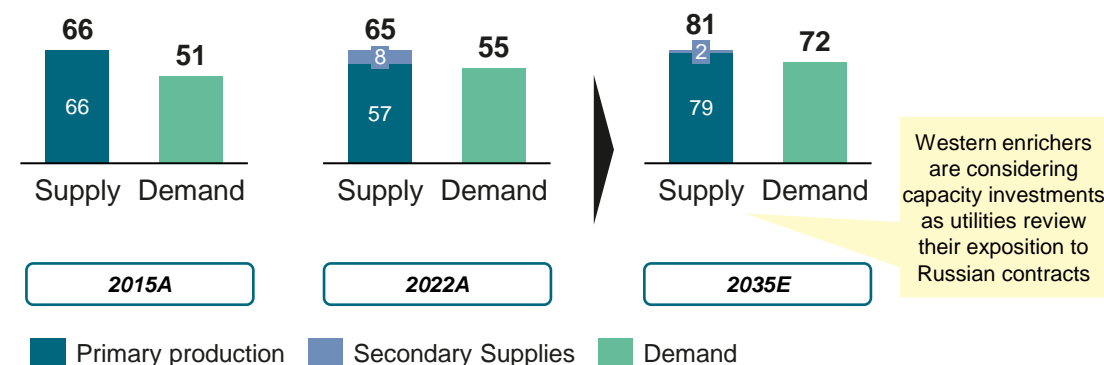 66
51
66
Supply Demand
2015A
65
8
55
57
Supply Demand
2022A
81
2
72
79
Supply Demand
2035E
Western enrichers
are considering
capacity investments
as utilities review
their exposition to
Russian contracts
Primary production
Secondary Supplies
Demand